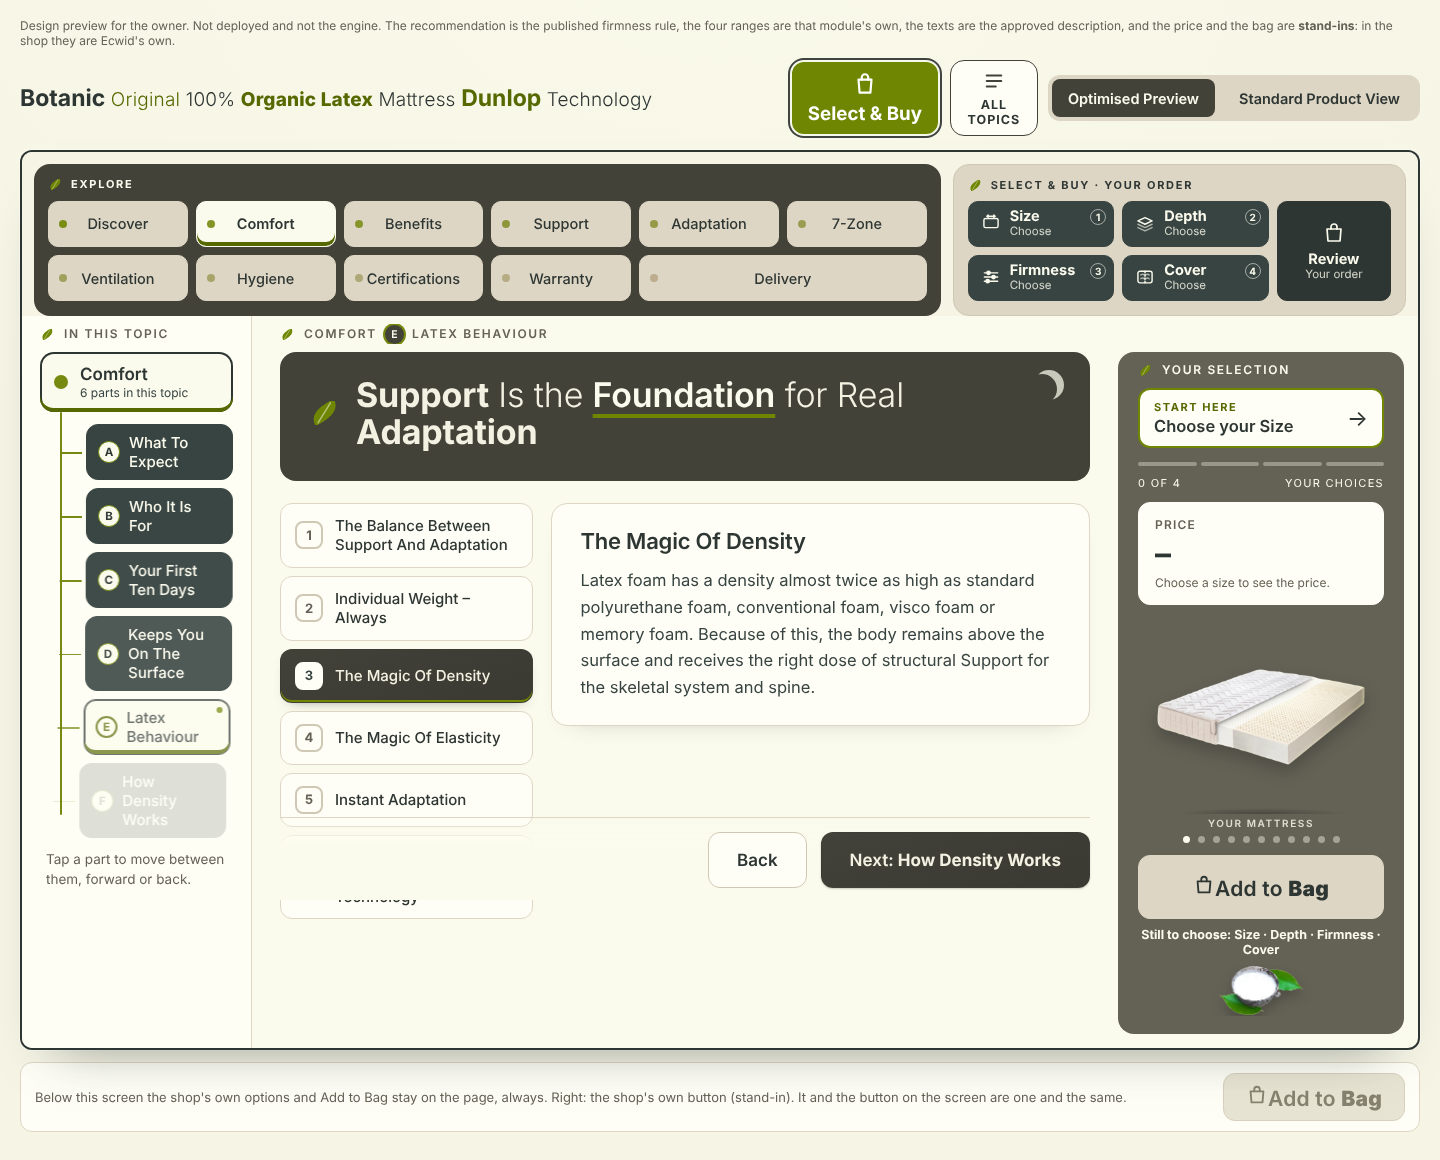 Design preview for the owner. Not deployed and not the engine. The recommendation is the published firmness rule, the four ranges are that module's own, the texts are the approved description, and the price and the bag are stand-ins: in the
shop they are Ecwid's own.
Botanic Original 100% Organic Latex Mattress Dunlop Technology
Select & Buy
ALL
TOPICS
Optimised Preview
Standard Product View
EXPLORE
Discover
Comfort
Benefits
Support
Adaptation
7-Zone
Ventilation
Hygiene
Certifications
Warranty
Delivery
SELECT & BUY · YOUR ORDER
Size
Choose
1
Depth
Choose
2
Firmness
Choose
3
Cover
Choose
4
Review
Your order
IN THIS TOPIC
Comfort
6 parts in this topic
A
What To
Expect
B
Who It Is
For
C
Your First
Ten Days
D
Keeps You
On The
Surface
E
Latex
Behaviour
F
How
Density
Works
Tap a part to move between
them, forward or back.
COMFORT E LATEX BEHAVIOUR
Support Is the Foundation for Real
Adaptation
1
The Balance Between
Support And Adaptation
2
Individual Weight –
Always
3
The Magic Of Density
4
The Magic Of Elasticity
5
Instant Adaptation
Technology
The Magic Of Density
Latex foam has a density almost twice as high as standard
polyurethane foam, conventional foam, visco foam or
memory foam. Because of this, the body remains above the
surface and receives the right dose of structural Support for
the skeletal system and spine.
Back
Next: How Density Works
YOUR SELECTION
START HERE
Choose your Size
0 OF 4
YOUR CHOICES
PRICE
–
Choose a size to see the price.
YOUR MATTRESS
Add to Bag
Still to choose: Size · Depth · Firmness ·
Cover
Below this screen the shop's own options and Add to Bag stay on the page, always. Right: the shop's own button (stand-in). It and the button on the screen are one and the same.
Add to Bag